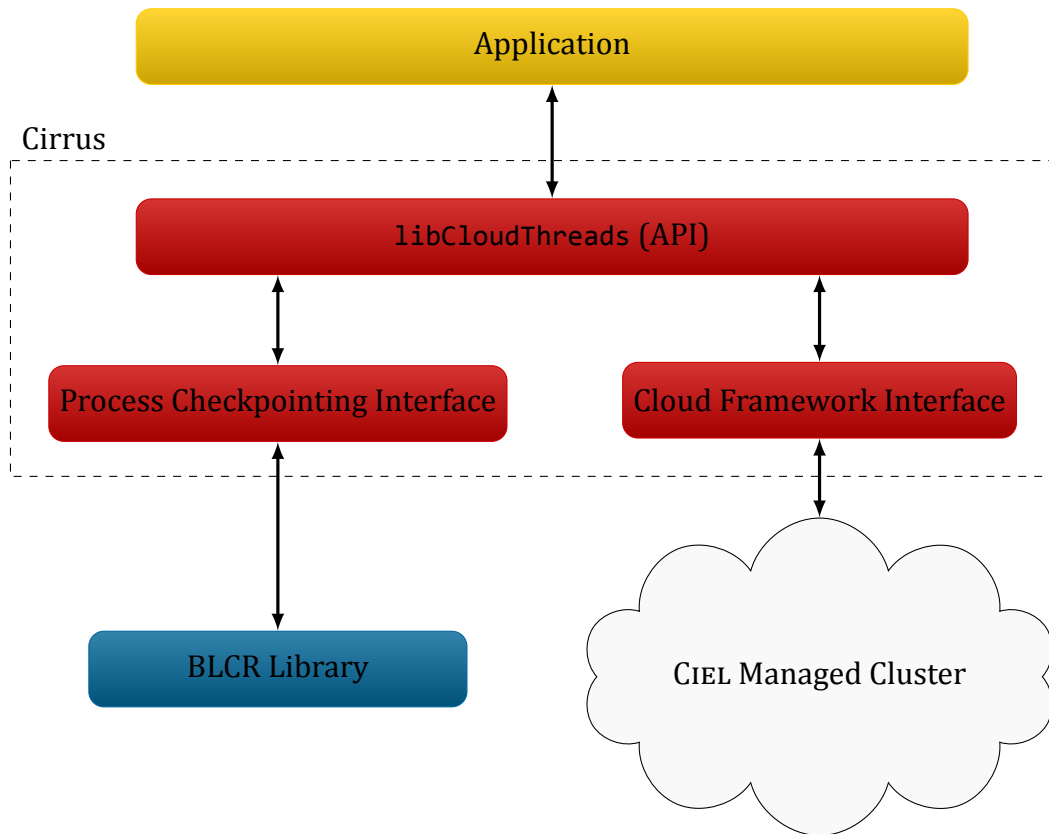 Application
Cirrus
libCloudThreads (API)
Process Checkpointing Interface
Cloud Framework Interface
BLCR Library
CIEL Managed Cluster